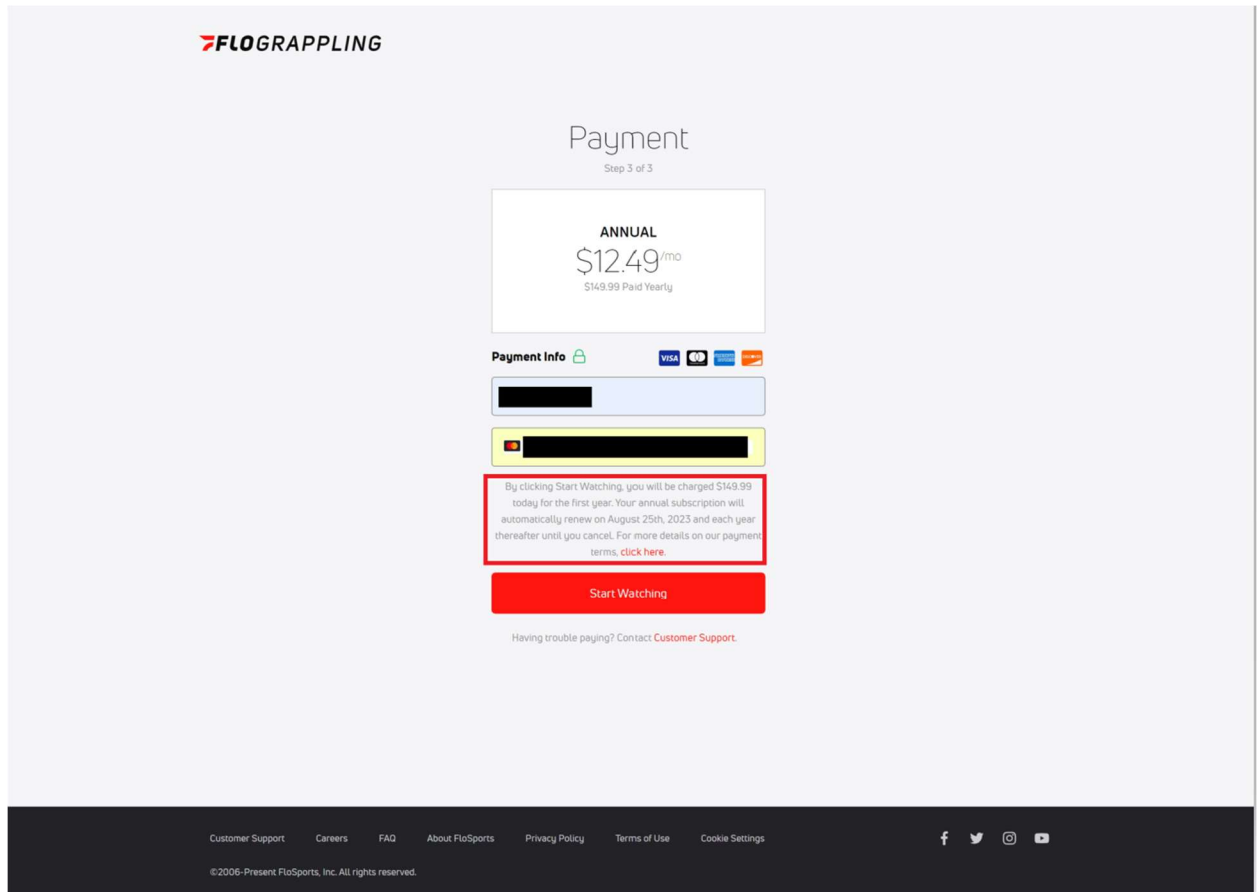 FLOGRAPPLING
Payment
Step 3 of 3
ANNUAL
$12.49/mo
$149.99 Paid Yearly
Payment Info
VISA
By clicking Start Watching, you will be charged $149.99
today for the first year. Your annual subscription will
automatically renew on August 25th, 2023 and each year
thereafter until you cancel. For more details on our payment
terms, click here.
Start Watching
Having trouble paying? Contact Customer Support.
Customer Support Careers FAQ About FloSports Privacy Policy Terms of Use Cookie Settings
©2006-Present FloSports, Inc. All rights reserved.